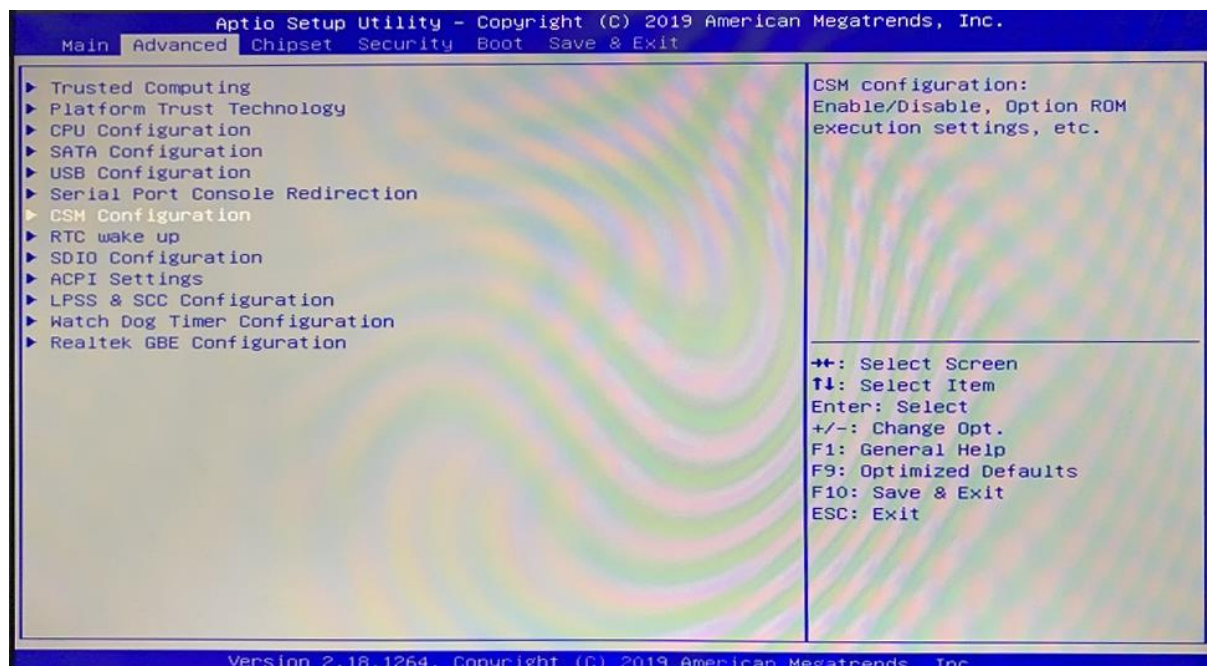 Aptio Setup Utility – Copyright (C) 2019 American Megatrends, Inc.
Main Advanced Chipset Security Boot Save & Exit
▶ Trusted Computing
▶ Platform Trust Technology
▶ CPU Configuration
▶ SATA Configuration
▶ USB Configuration
▶ Serial Port Console Redirection
▶ CSM Configuration
▶ RTC wake up
▶ SDIO Configuration
▶ ACPI Settings
▶ LPSS & SCC Configuration
▶ Watch Dog Timer Configuration
▶ Realtek GBE Configuration
CSM configuration:
Enable/Disable, Option ROM
execution settings, etc.
→←: Select Screen
↑↓: Select Item
Enter: Select
+/-: Change Opt.
F1: General Help
F9: Optimized Defaults
F10: Save & Exit
ESC: Exit
Version 2.18.1264. Copyright (C) 2019 American Megatrends, Inc.